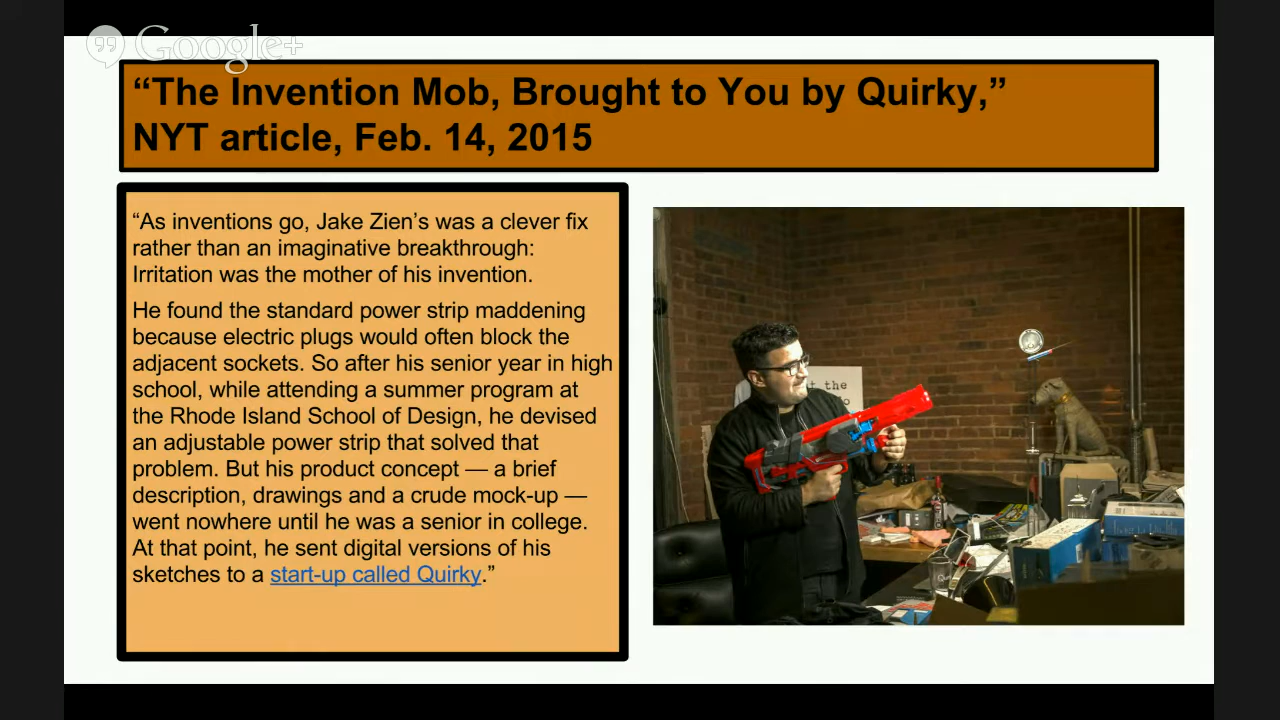 Google+
“The Invention Mob, Brought to You by Quirky,”
NYT article, Feb. 14, 2015
“As inventions go, Jake Zien’s was a clever fix
rather than an imaginative breakthrough:
Irritation was the mother of his invention.
He found the standard power strip maddening
because electric plugs would often block the
adjacent sockets. So after his senior year in high
school, while attending a summer program at
the Rhode Island School of Design, he devised
an adjustable power strip that solved that
problem. But his product concept — a brief
description, drawings and a crude mock-up —
went nowhere until he was a senior in college.
At that point, he sent digital versions of his
sketches to a start-up called Quirky.”
the